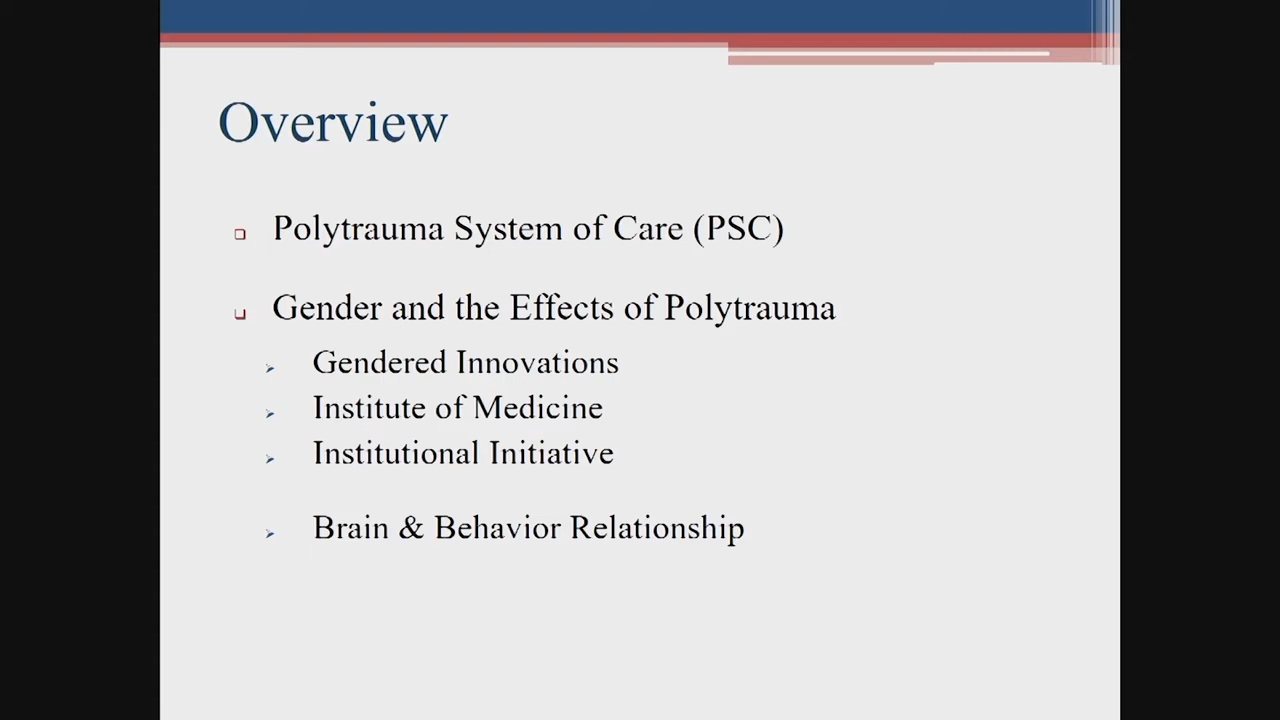 Overview
Polytrauma System of Care (PSC)
Gender and the Effects of Polytrauma
Gendered Innovations
Institute of Medicine
Institutional Initiative
Brain & Behavior Relationship